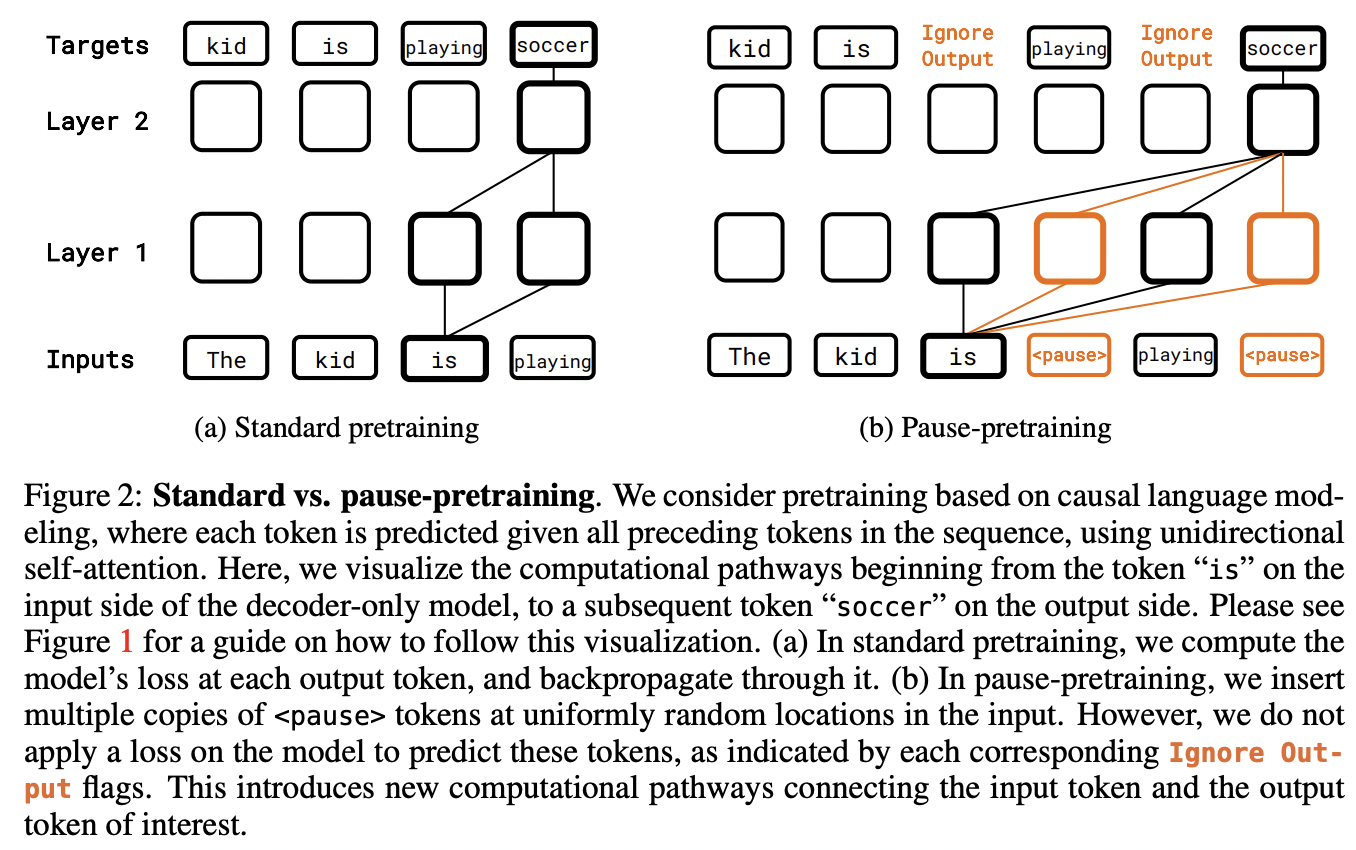 Targets kid is playing soccer kid is Ignore Output playing Ignore Output soccer
Layer 2
Layer 1
Inputs The kid is playing The kid is <pause> playing <pause>
(a) Standard pretraining (b) Pause-pretraining
Figure 2: Standard vs. pause-pretraining. We consider pretraining based on causal language mod-
eling, where each token is predicted given all preceding tokens in the sequence, using unidirectional
self-attention. Here, we visualize the computational pathways beginning from the token “is” on the
input side of the decoder-only model, to a subsequent token “soccer” on the output side. Please see
Figure 1 for a guide on how to follow this visualization. (a) In standard pretraining, we compute the
model’s loss at each output token, and backpropagate through it. (b) In pause-pretraining, we insert
multiple copies of <pause> tokens at uniformly random locations in the input. However, we do not
apply a loss on the model to predict these tokens, as indicated by each corresponding Ignore Out-
put flags. This introduces new computational pathways connecting the input token and the output
token of interest.